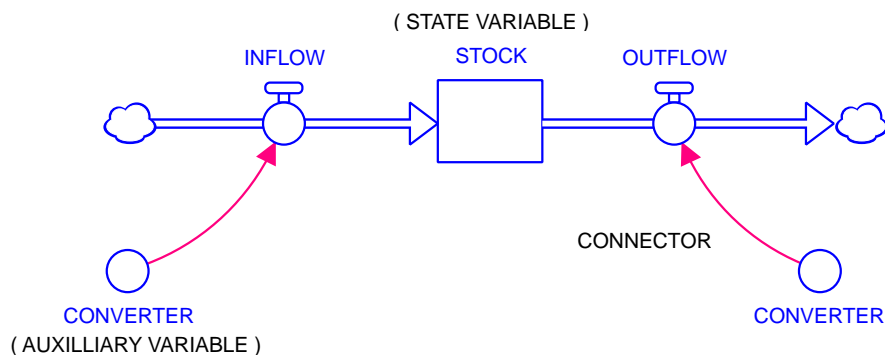 ( STATE VARIABLE )
INFLOW
STOCK
OUTFLOW
CONNECTOR
CONVERTER
CONVERTER
( AUXILLIARY VARIABLE )